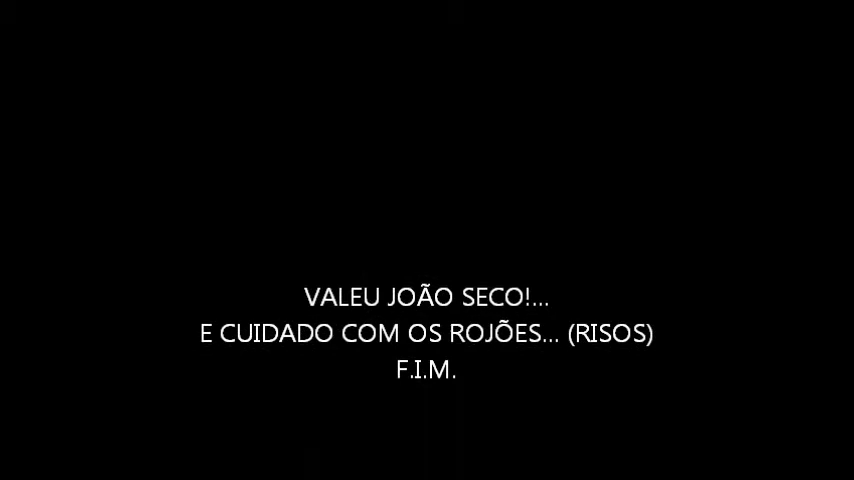 VALEU JOÃO SECO!...
E CUIDADO COM OS ROJÕES... (RISOS)
F.I.M.